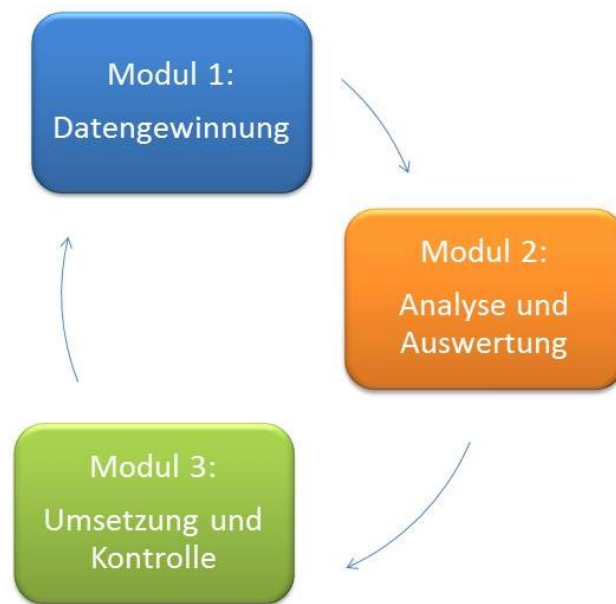 Modul 1:
Datengewinnung
Modul 2:
Analyse und
Auswertung
Modul 3:
Umsetzung und
Kontrolle